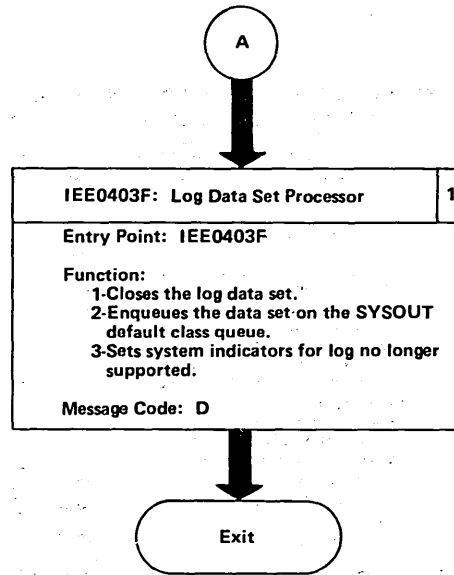 A
IEE0403F: Log Data Set Processor
1
Entry Point: IEE0403F
Function:
1-Closes the log data set.
2-Enqueues the data set on the SYSOUT
default class queue.
3-Sets system indicators for log no longer
supported.
Message Code: D
Exit